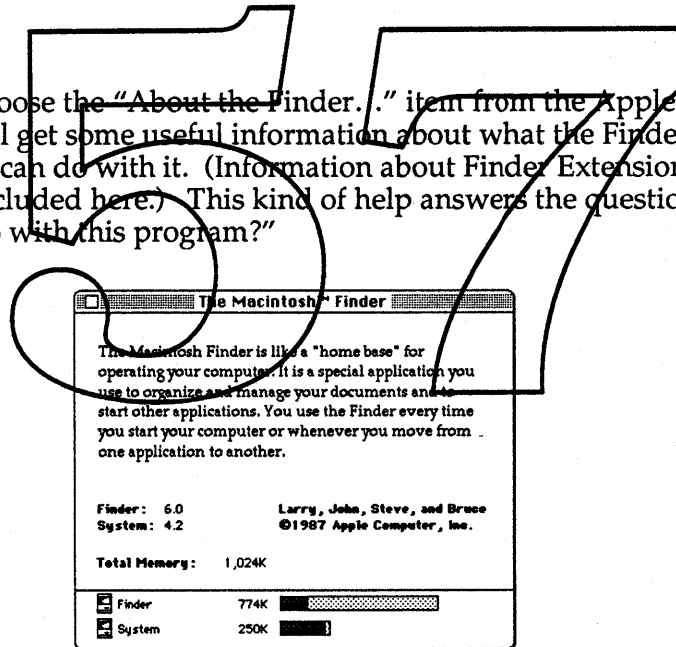 57
oose the “About the Finder. . .” item from the Apple
l get some useful information about what the Finde
can do with it. (Information about Finder Extension
cluded here.) This kind of help answers the questio
with this program?”
The Macintosh™ Finder
The Macintosh Finder is like a "home base" for
operating your computer. It is a special application you
use to organize and manage your documents and to
start other applications. You use the Finder every time
you start your computer or whenever you move from
one application to another.
Finder: 6.0 Larry, John, Steve, and Bruce
System: 4.2 ©1987 Apple Computer, Inc.
Total Memory: 1,024K
Finder 774K
System 250K